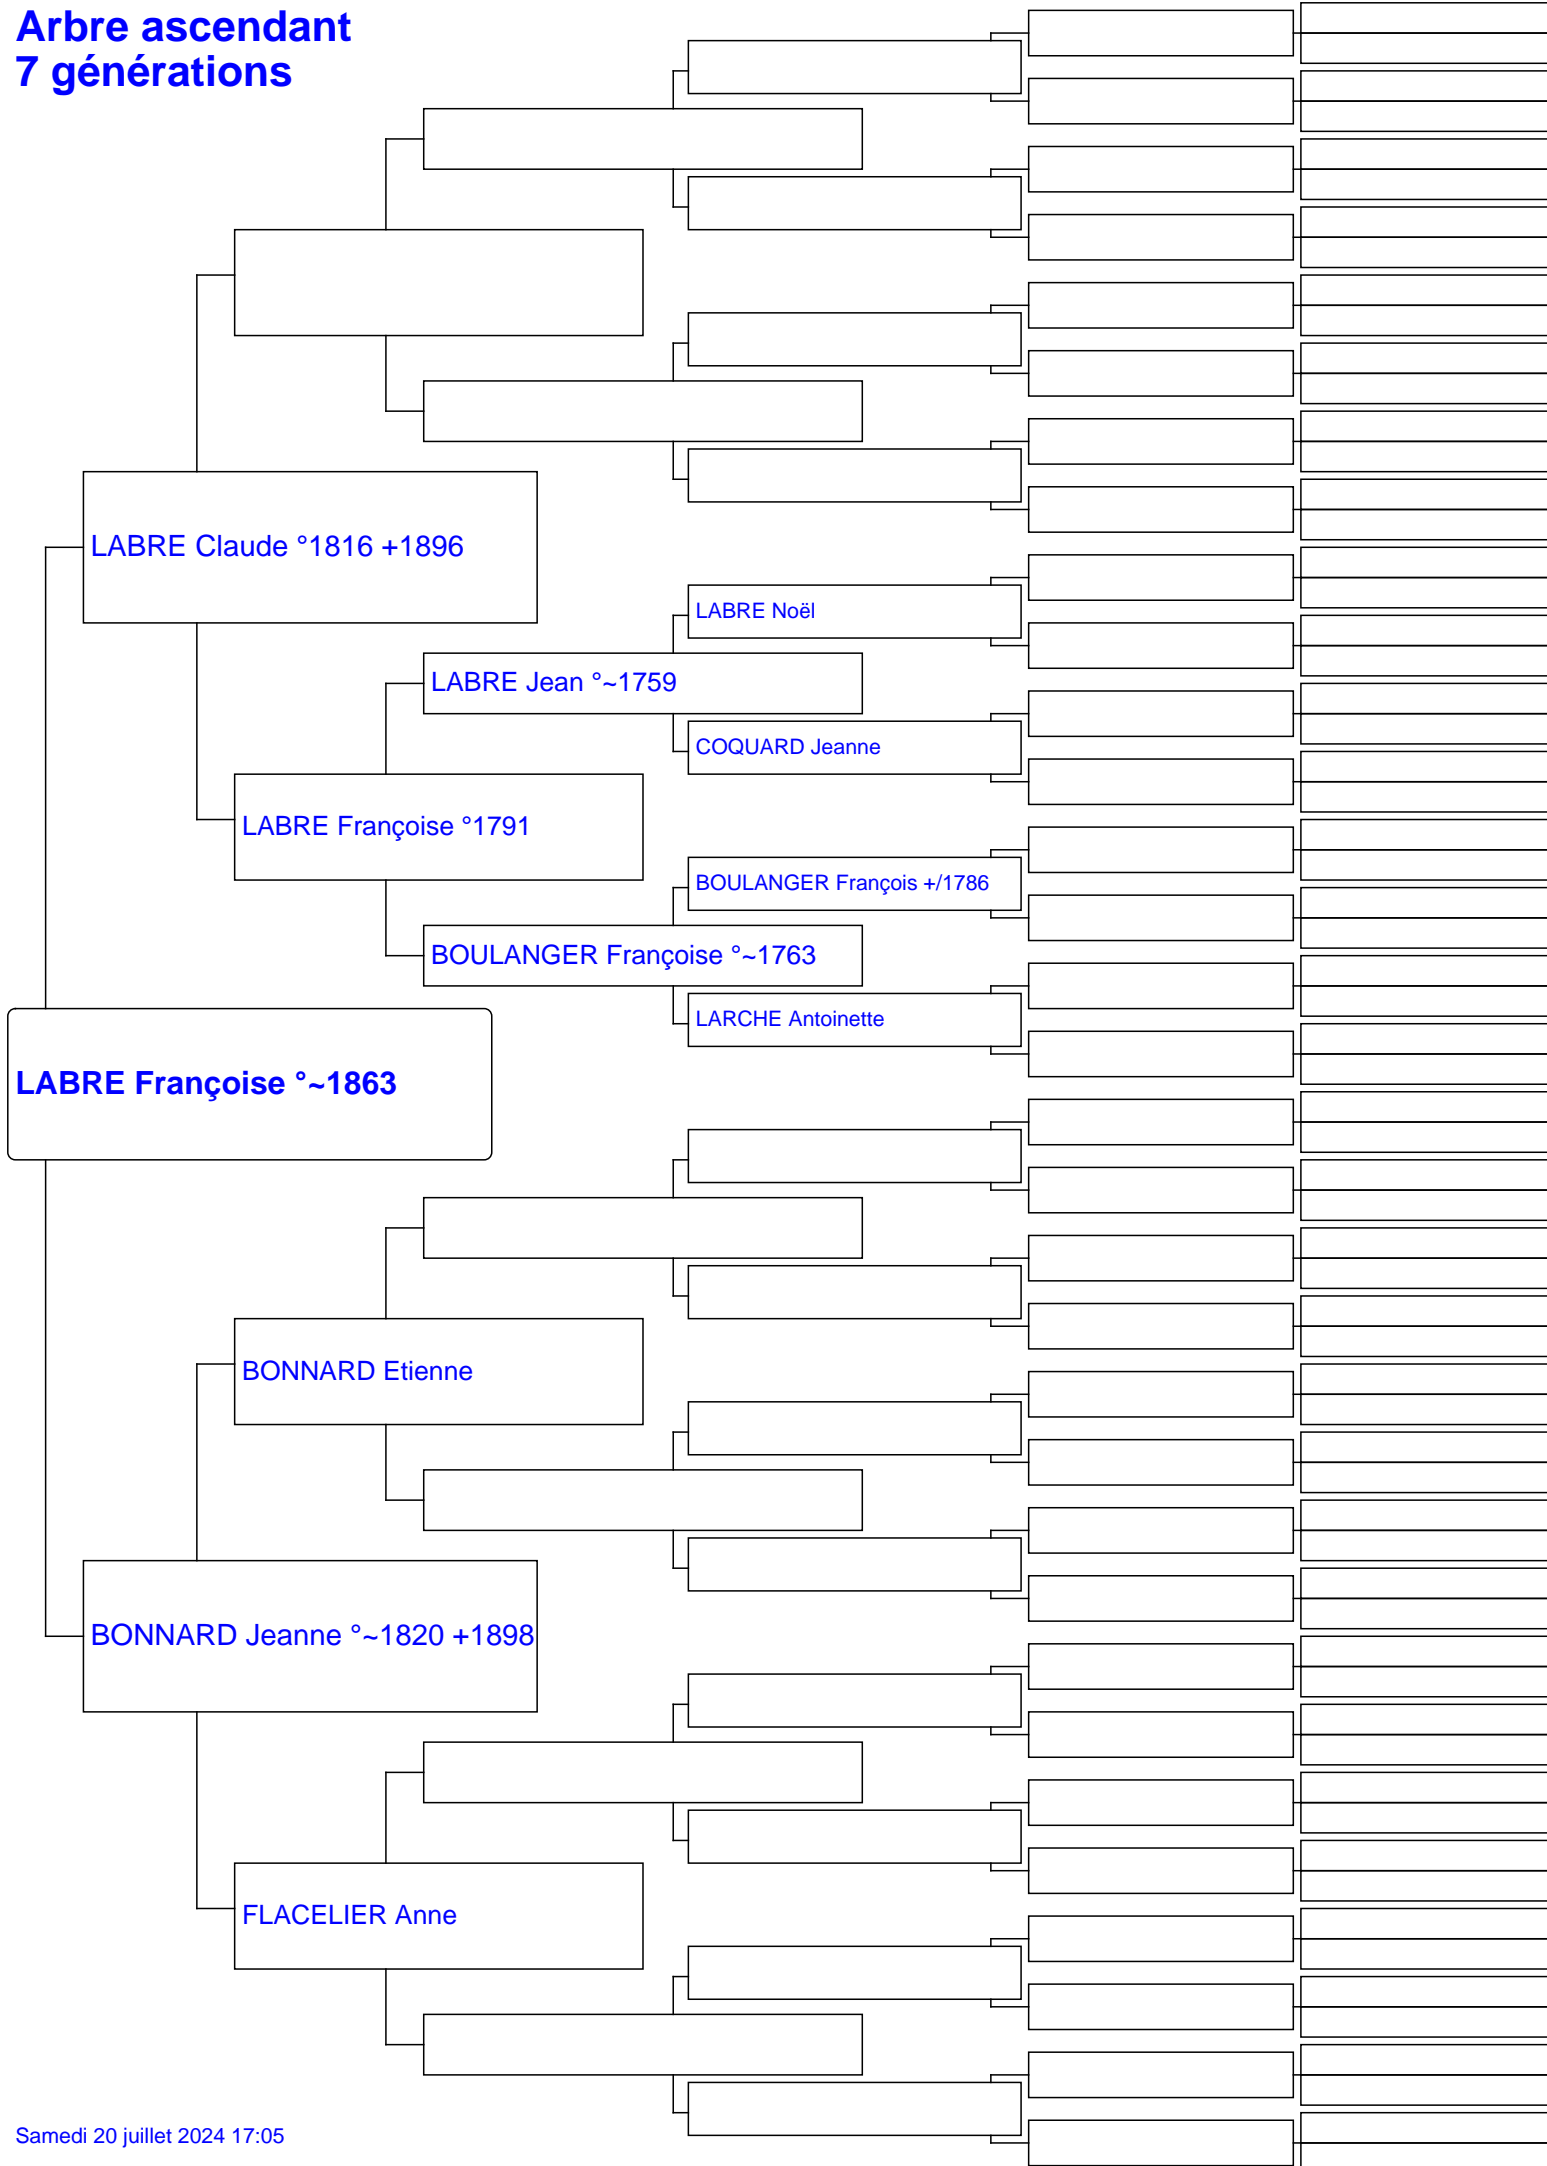 Arbre ascendant
7 générations
LABRE Claude °1816 +1896
LABRE Noël
LABRE Jean °~1759
COQUARD Jeanne
LABRE Françoise °1791
BOULANGER François +/1786
BOULANGER Françoise °~1763
LARCHE Antoinette
LABRE Françoise °~1863
BONNARD Etienne
BONNARD Jeanne °~1820 +1898
FLACELIER Anne
Samedi 20 juillet 2024 17:05